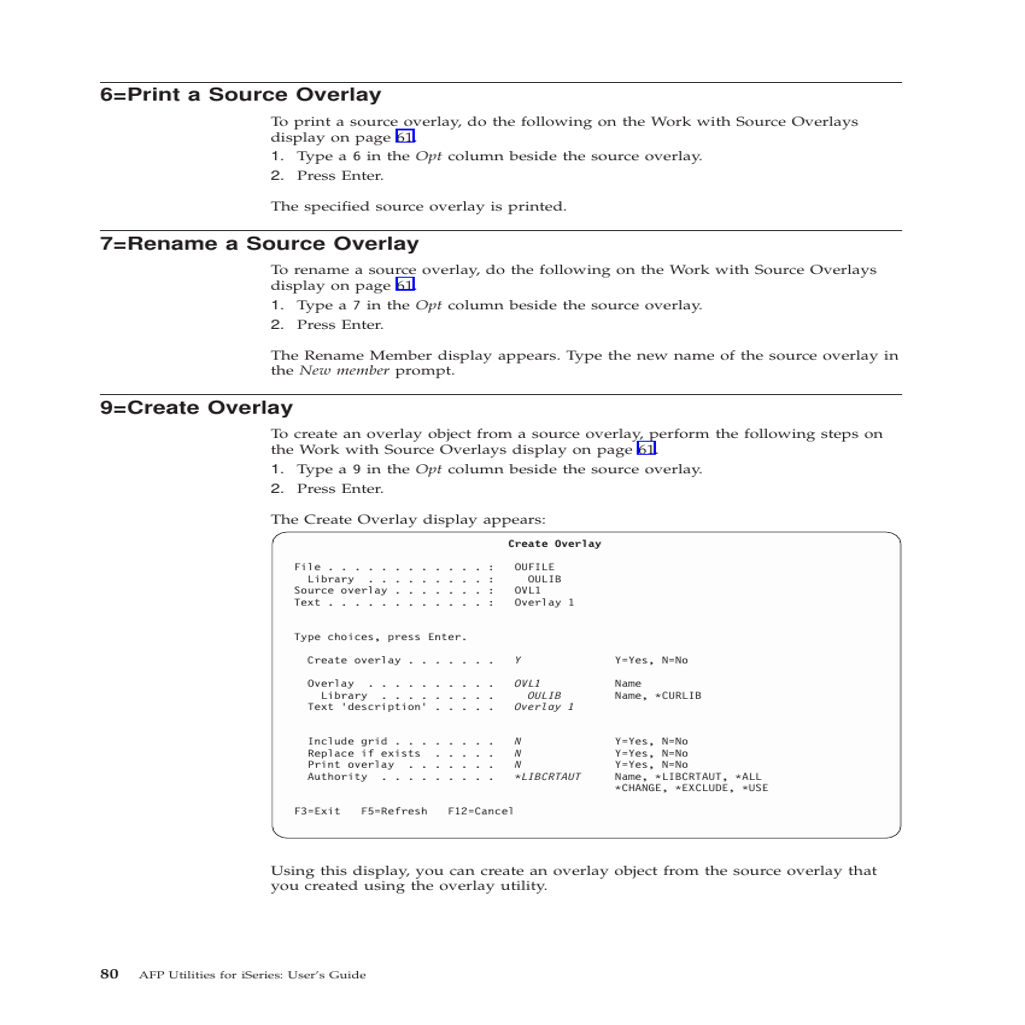 6=Print a Source Overlay
To print a source overlay, do the following on the Work with Source Overlays
display on page 61.
1. Type a 6 in the Opt column beside the source overlay.
2. Press Enter.
The specified source overlay is printed.
7=Rename a Source Overlay
To rename a source overlay, do the following on the Work with Source Overlays
display on page 61.
1. Type a 7 in the Opt column beside the source overlay.
2. Press Enter.
The Rename Member display appears. Type the new name of the source overlay in
the New member prompt.
9=Create Overlay
To create an overlay object from a source overlay, perform the following steps on
the Work with Source Overlays display on page 61.
1. Type a 9 in the Opt column beside the source overlay.
2. Press Enter.
The Create Overlay display appears:
Create Overlay
File . . . . . . . . . . . . : OUFILE
Library . . . . . . . . . : OULIB
Source overlay . . . . . . . : OVL1
Text . . . . . . . . . . . . : Overlay 1
Type choices, press Enter.
Create overlay . . . . . . . Y Y=Yes, N=No
Overlay . . . . . . . . . . OVL1 Name
Library . . . . . . . . . OULIB Name, *CURLIB
Text 'description' . . . . . Overlay 1
Include grid . . . . . . . . N Y=Yes, N=No
Replace if exists . . . . . N Y=Yes, N=No
Print overlay . . . . . . . N Y=Yes, N=No
Authority . . . . . . . . . *LIBCRTAUT Name, *LIBCRTAUT, *ALL
*CHANGE, *EXCLUDE, *USE
F3=Exit F5=Refresh F12=Cancel
Using this display, you can create an overlay object from the source overlay that
you created using the overlay utility.
80 AFP Utilities for iSeries: User's Guide